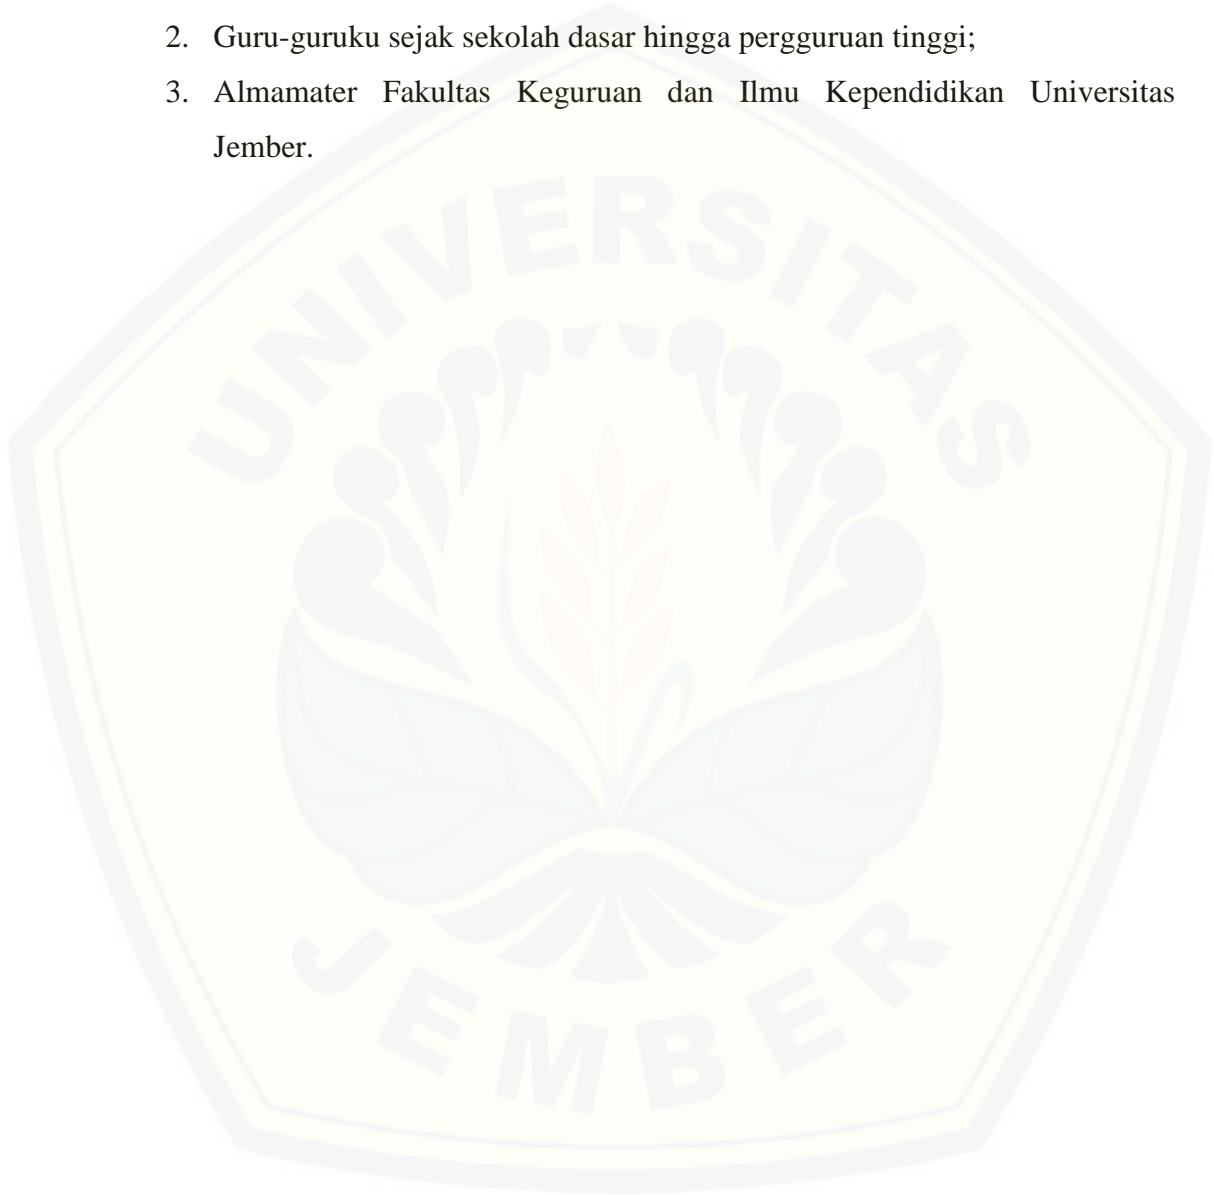 2. Guru-guruku sejak sekolah dasar hingga pergguruan tinggi;
3. Almamater Fakultas Keguruan dan Ilmu Kependidikan Universitas
Jember.
UNIVERSITAS
JEMBER